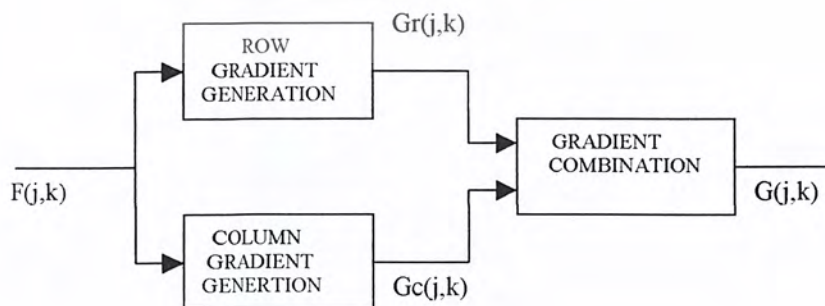 Gr(j,k)
ROW
GRADIENT
GENERATION
GRADIENT
COMBINATION
F(j,k)
G(j,k)
COLUMN
GRADIENT
GENERTION
Gc(j,k)